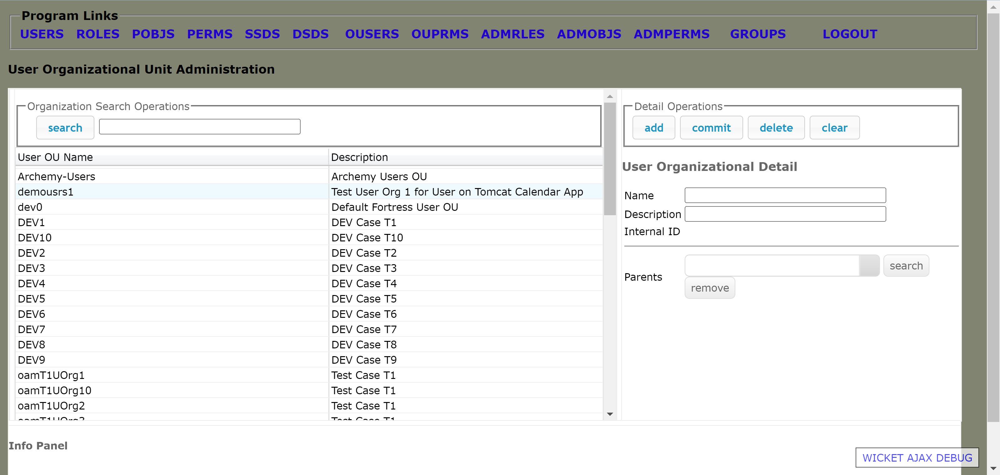 Program Links
USERS ROLES POBJS PERMS SSDS DSDS OUSERS OUPRMS ADMRLES ADMOBJS ADMPERMS GROUPS LOGOUT
User Organizational Unit Administration
Organization Search Operations
search
User OU Name Description
Archemy-Users Archemy Users OU
demousrs1 Test User Org 1 for User on Tomcat Calendar App
dev0 Default Fortress User OU
DEV1 DEV Case T1
DEV10 DEV Case T10
DEV2 DEV Case T2
DEV3 DEV Case T3
DEV4 DEV Case T4
DEV5 DEV Case T5
DEV6 DEV Case T6
DEV7 DEV Case T7
DEV8 DEV Case T8
DEV9 DEV Case T9
oamT1UOrg1 Test Case T1
oamT1UOrg10 Test Case T1
oamT1UOrg2 Test Case T1
oamT1UOrg3 Test Case T1
Detail Operations
add commit delete clear
User Organizational Detail
Name
Description
Internal ID
Parents search
remove
Info Panel
WICKET AJAX DEBUG